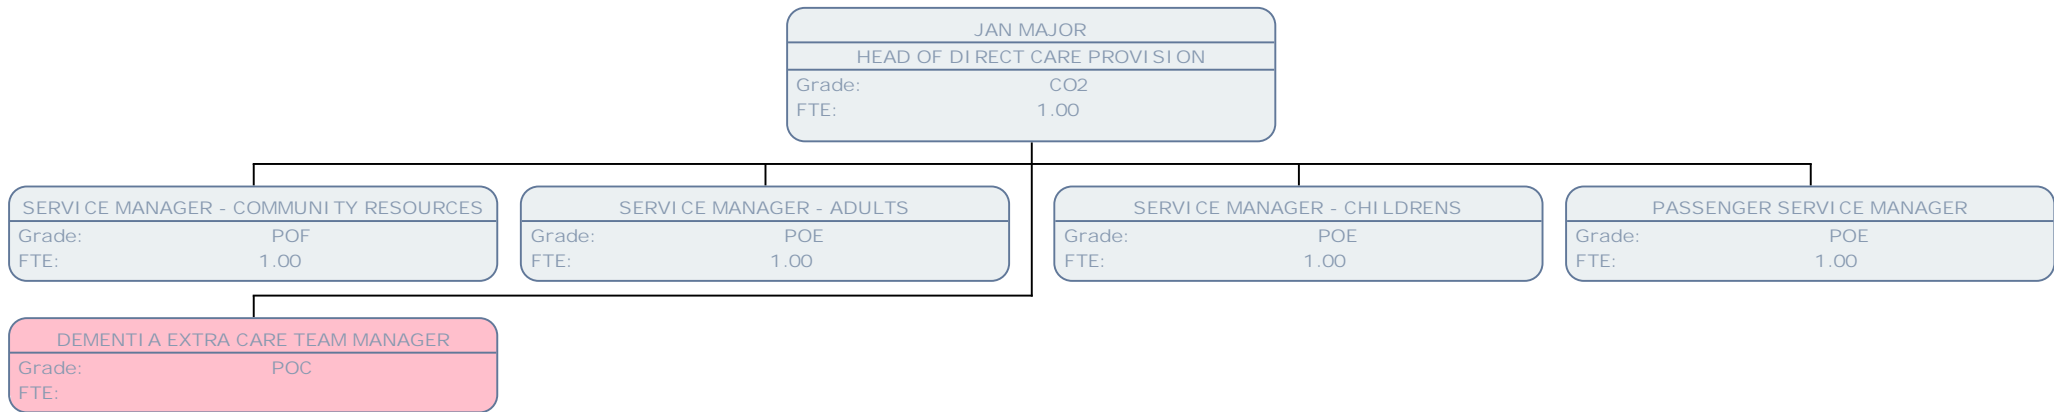 JAN MAJOR
HEAD OF DIRECT CARE PROVISION
Grade: CO2
FTE: 1.00
SERVICE MANAGER - COMMUNITY RESOURCES
Grade: POF
FTE: 1.00
SERVICE MANAGER - ADULTS
Grade: POE
FTE: 1.00
SERVICE MANAGER - CHILDRENS
Grade: POE
FTE: 1.00
PASSENGER SERVICE MANAGER
Grade: POE
FTE: 1.00
DEMENTIA EXTRA CARE TEAM MANAGER
Grade: POC
FTE: